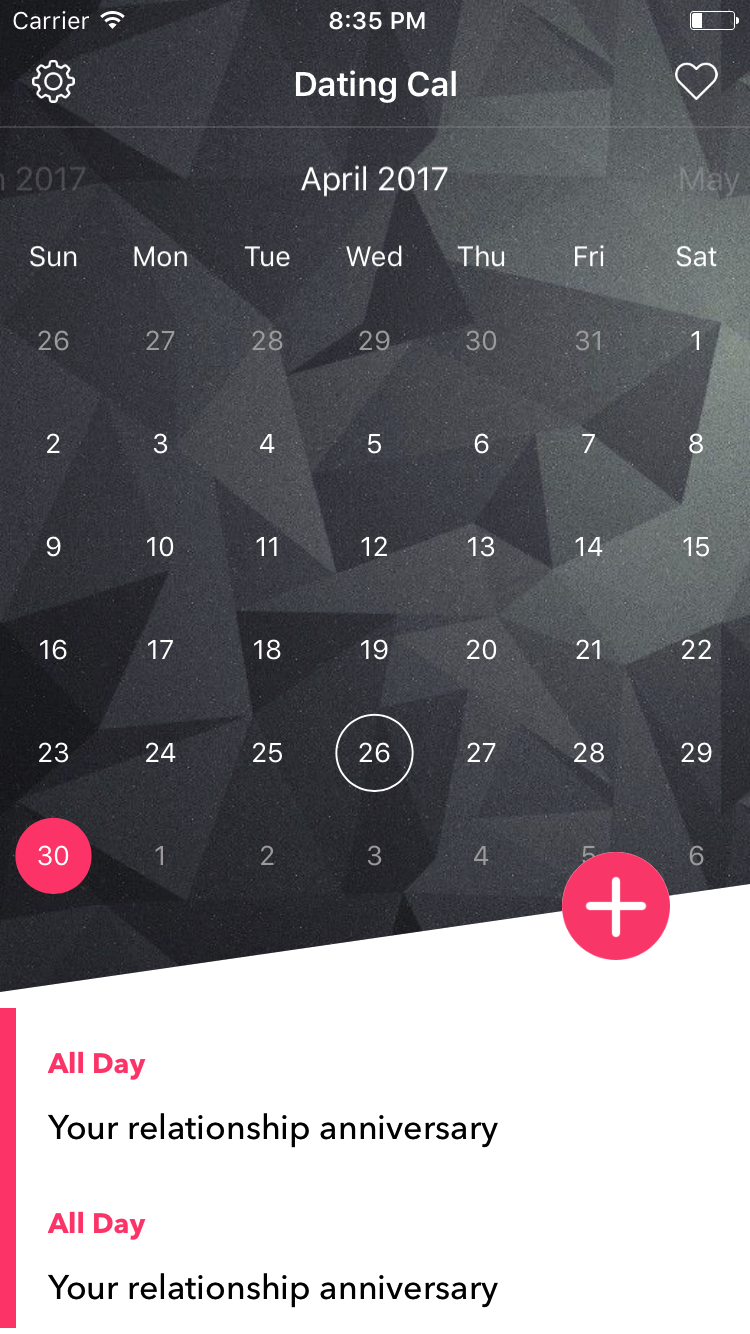 Carrier 8:35 PM
Dating Cal
2017 April 2017 May
Sun Mon Tue Wed Thu Fri Sat
26 27 28 29 30 31 1
2 3 4 5 6 7 8
9 10 11 12 13 14 15
16 17 18 19 20 21 22
23 24 25 26 27 28 29
30 1 2 3 4 5 6
All Day
Your relationship anniversary
All Day
Your relationship anniversary